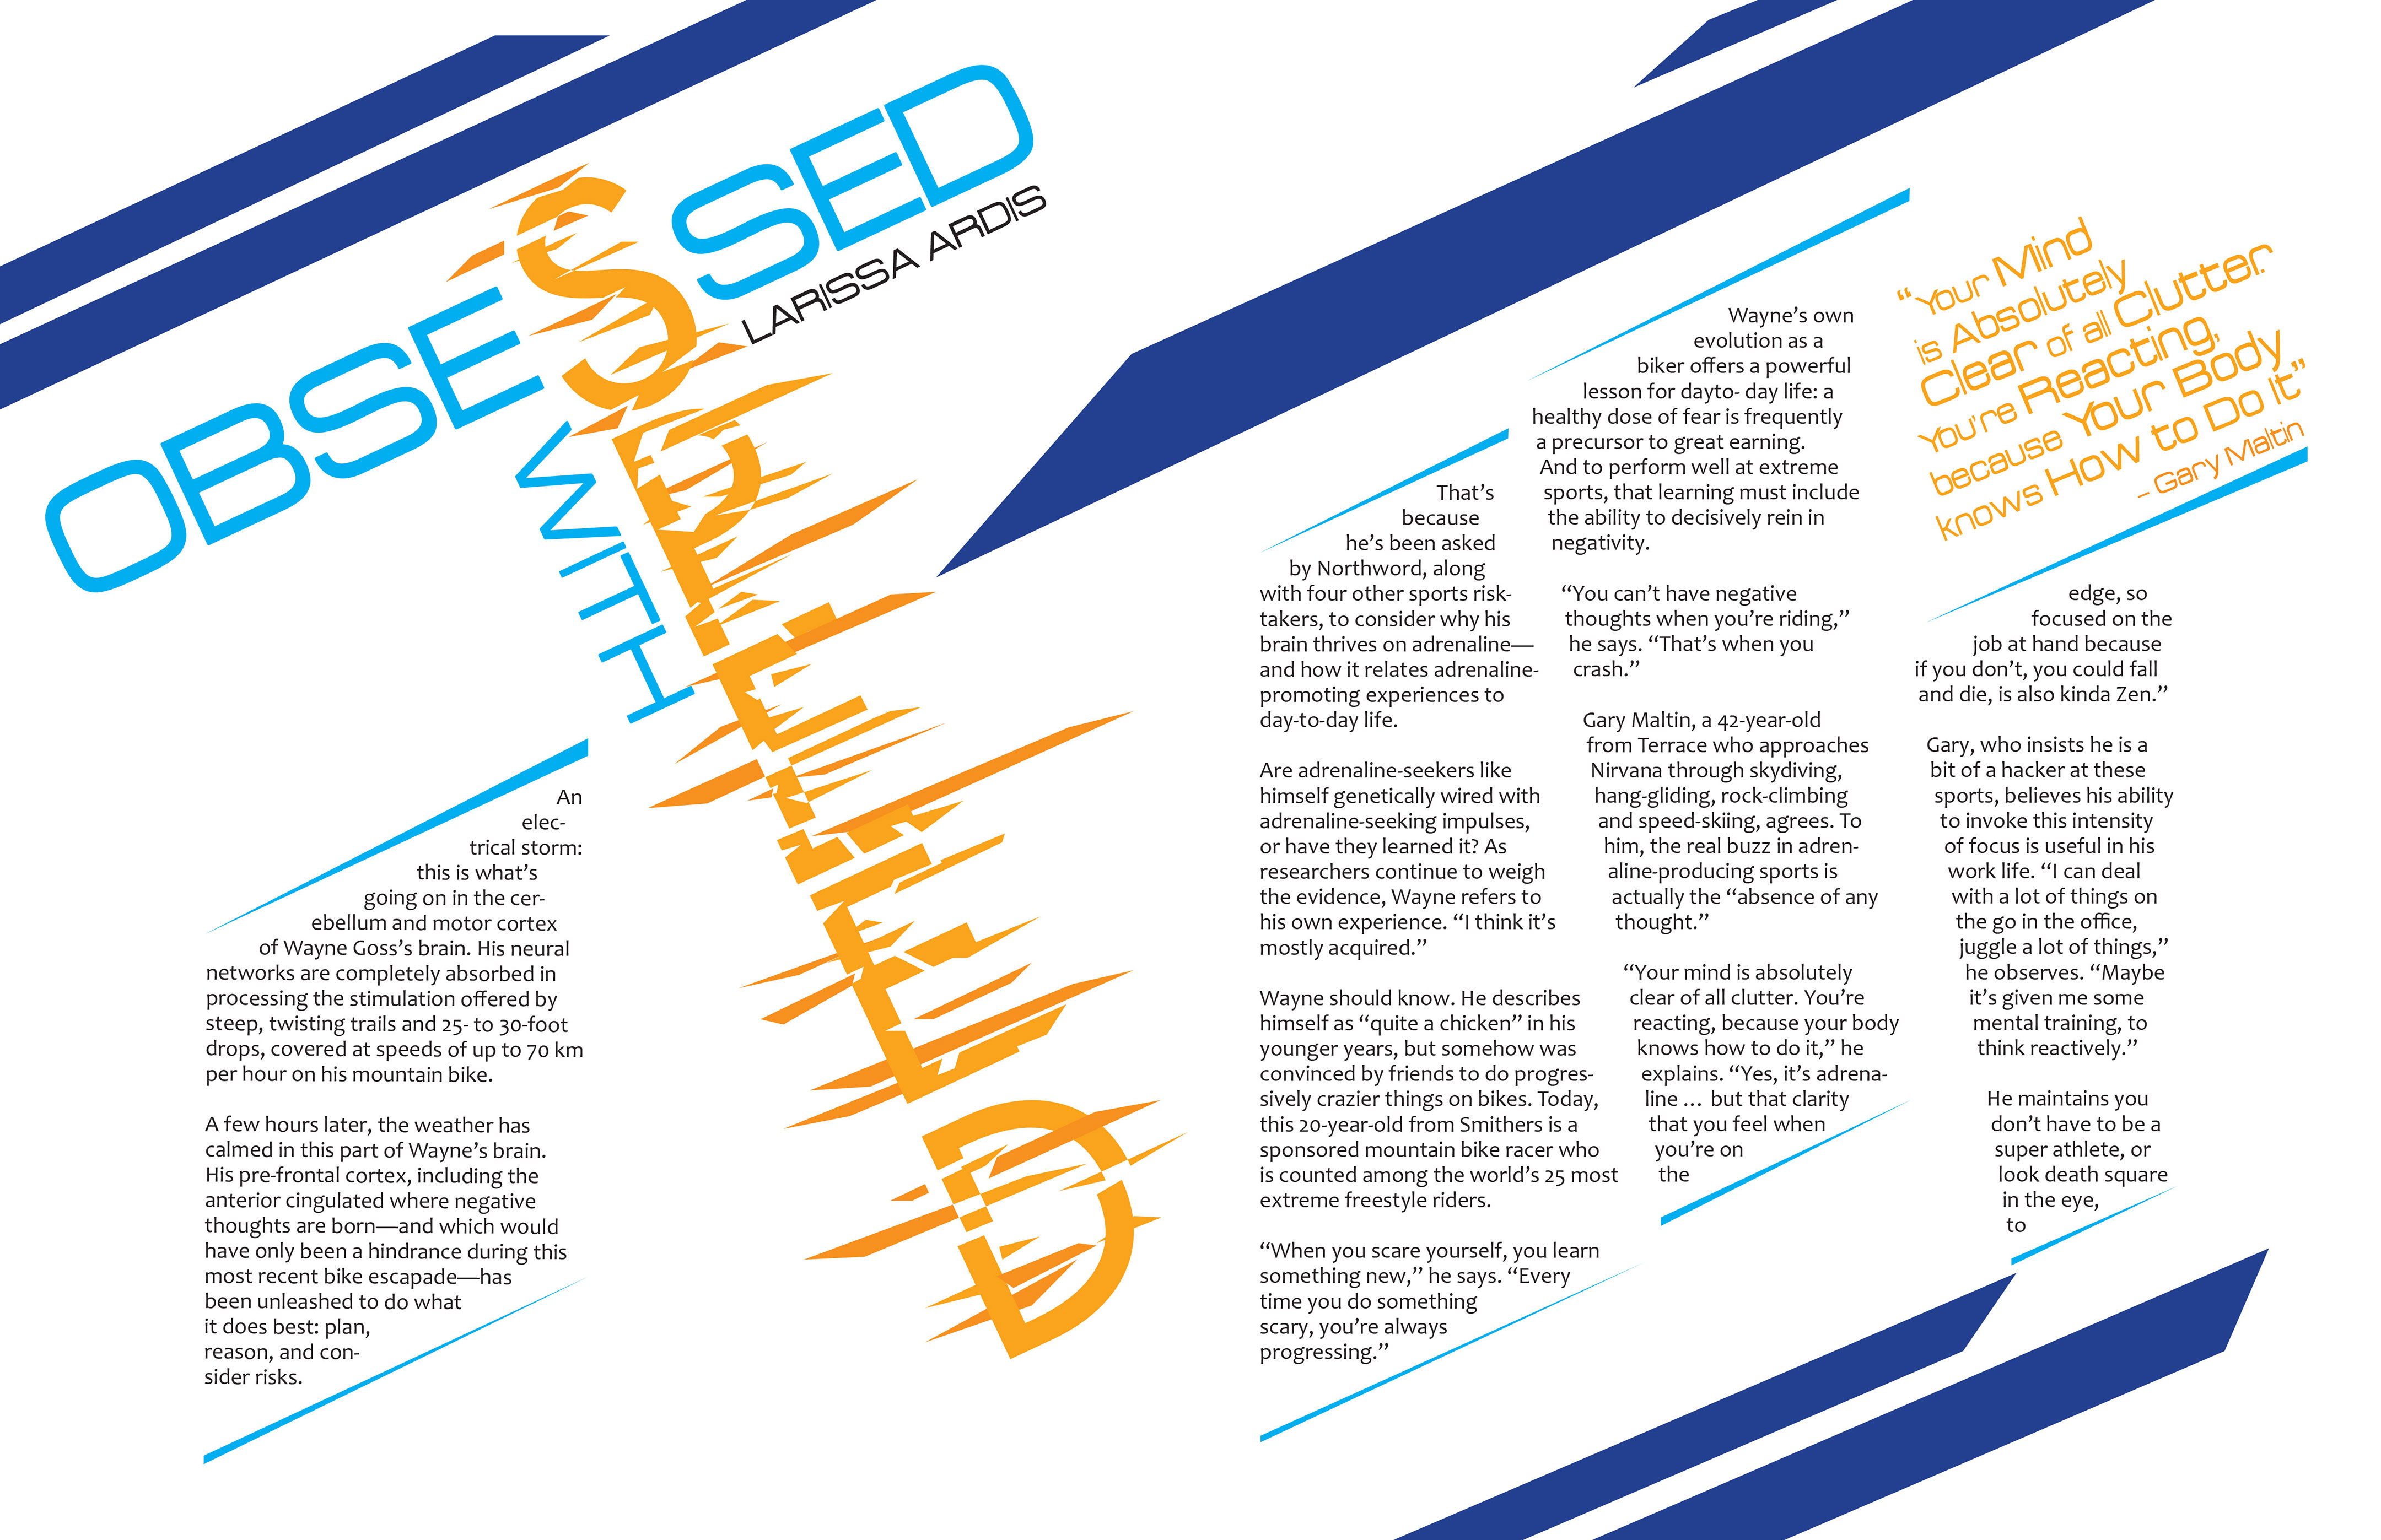 OBSESSED
WITH
SPEED
LARISSA ARDIS
An
elec-
trical storm:
this is what’s
going on in the cer-
ebellum and motor cortex
of Wayne Goss’s brain. His neural
networks are completely absorbed in
processing the stimulation offered by
steep, twisting trails and 25- to 30-foot
drops, covered at speeds of up to 70 km
per hour on his mountain bike.
A few hours later, the weather has
calmed in this part of Wayne’s brain.
His pre-frontal cortex, including the
anterior cingulated where negative
thoughts are born—and which would
have only been a hindrance during this
most recent bike escapade—has
been unleashed to do what
it does best: plan,
reason, and con-
sider risks.
That’s
because
he’s been asked
by Northword, along
with four other sports risk-
takers, to consider why his
brain thrives on adrenaline—
and how it relates adrenaline-
promoting experiences to
day-to-day life.
Are adrenaline-seekers like
himself genetically wired with
adrenaline-seeking impulses,
or have they learned it? As
researchers continue to weigh
the evidence, Wayne refers to
his own experience. “I think it’s
mostly acquired.”
Wayne should know. He describes
himself as “quite a chicken” in his
younger years, but somehow was
convinced by friends to do progres-
sively crazier things on bikes. Today,
this 20-year-old from Smithers is a
sponsored mountain bike racer who
is counted among the world’s 25 most
extreme freestyle riders.
“When you scare yourself, you learn
something new,” he says. “Every
time you do something
scary, you’re always
progressing.”
Wayne’s own
evolution as a
biker offers a powerful
lesson for dayto- day life: a
healthy dose of fear is frequently
a precursor to great earning.
And to perform well at extreme
sports, that learning must include
the ability to decisively rein in
negativity.
“You can’t have negative
thoughts when you’re riding,”
he says. “That’s when you
crash.”
Gary Maltin, a 42-year-old
from Terrace who approaches
Nirvana through skydiving,
hang-gliding, rock-climbing
and speed-skiing, agrees. To
him, the real buzz in adren-
aline-producing sports is
actually the “absence of any
thought.”
“Your mind is absolutely
clear of all clutter. You’re
reacting, because your body
knows how to do it,” he
explains. “Yes, it’s adrena-
line … but that clarity
that you feel when
you’re on
the
“Your Mind
is Absolutely
Clear of all Clutter.
You’re Reacting,
because Your Body
knows How to Do It”
– Gary Maltin
edge, so
focused on the
job at hand because
if you don’t, you could fall
and die, is also kinda Zen.”
Gary, who insists he is a
bit of a hacker at these
sports, believes his ability
to invoke this intensity
of focus is useful in his
work life. “I can deal
with a lot of things on
the go in the office,
juggle a lot of things,”
he observes. “Maybe
it’s given me some
mental training, to
think reactively.”
He maintains you
don’t have to be a
super athlete, or
look death square
in the eye,
to